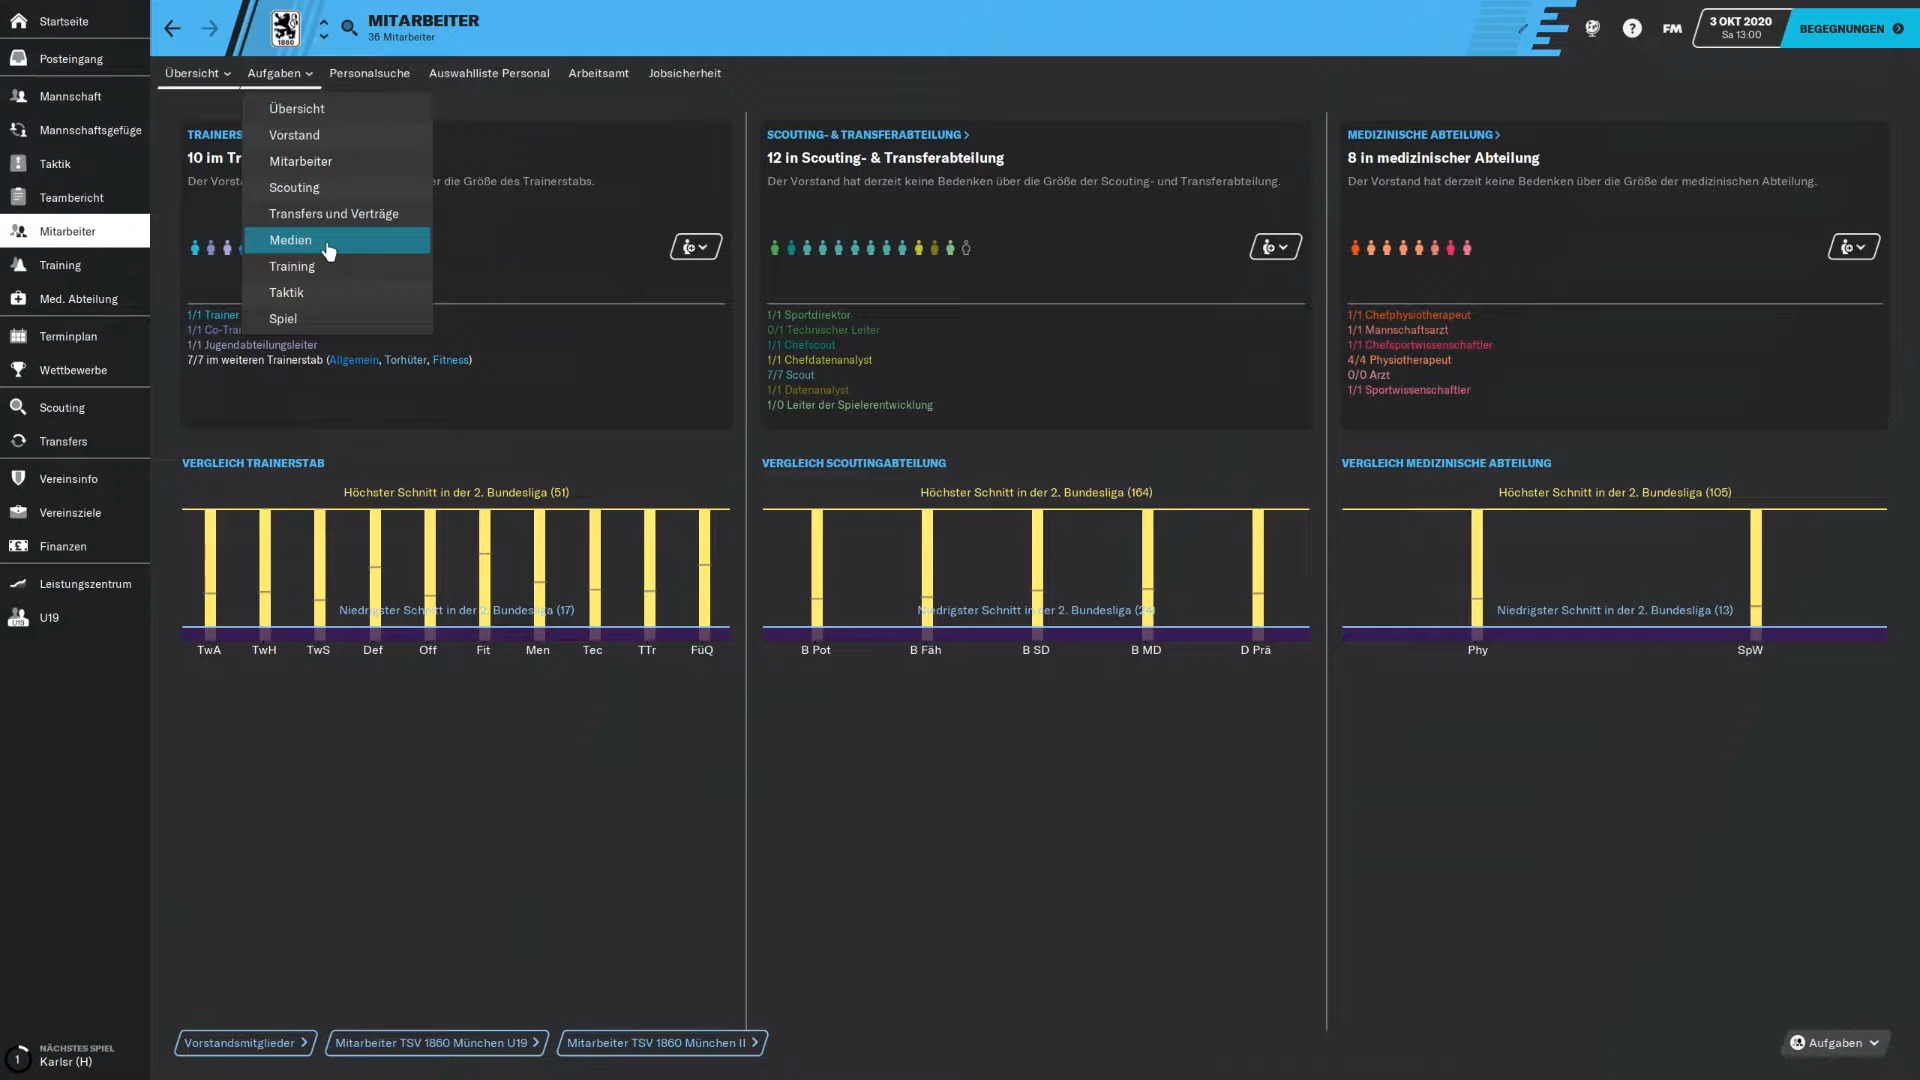 Startseite
Posteingang
Mannschaft
Mannschaftsgefüge
Taktik
Teambericht
Mitarbeiter
Training
Med. Abteilung
Terminplan
Wettbewerbe
Scouting
Transfers
Vereinsinfo
Vereinsziele
Finanzen
Leistungszentrum
U19
U19
1
NÄCHSTES SPIEL
Karlsr (H)
1860
MITARBEITER
36 Mitarbeiter
?
FM
3 OKT 2020
Sa 13:00
BEGEGNUNGEN
Übersicht
Aufgaben
Personalsuche
Auswahlliste Personal
Arbeitsamt
Jobsicherheit
Übersicht
Vorstand
Mitarbeiter
Scouting
Transfers und Verträge
Medien
Training
Taktik
Spiel
TRAINERS
10 im Tr
Der Vorsta er die Größe des Trainerstabs.
1/1 Trainer
1/1 Co-Trai
1/1 Jugendabteilungsleiter
7/7 im weiteren Trainerstab (Allgemein, Torhüter, Fitness)
SCOUTING- & TRANSFERABTEILUNG >
12 in Scouting- & Transferabteilung
Der Vorstand hat derzeit keine Bedenken über die Größe der Scouting- und Transferabteilung.
1/1 Sportdirektor
0/1 Technischer Leiter
1/1 Chefscout
1/1 Chefdatenanalyst
7/7 Scout
1/1 Datenanalyst
1/0 Leiter der Spielerentwicklung
MEDIZINISCHE ABTEILUNG >
8 in medizinischer Abteilung
Der Vorstand hat derzeit keine Bedenken über die Größe der medizinischen Abteilung.
1/1 Chefphysiotherapeut
1/1 Mannschaftsarzt
1/1 Chefsportwissenschaftler
4/4 Physiotherapeut
0/0 Arzt
1/1 Sportwissenschaftler
VERGLEICH TRAINERSTAB
Höchster Schnitt in der 2. Bundesliga (51)
Niedrigster Schnitt in der 2. Bundesliga (17)
TwA TwH TwS Def Off Fit Men Tec TTr FüQ
VERGLEICH SCOUTINGABTEILUNG
Höchster Schnitt in der 2. Bundesliga (164)
Niedrigster Schnitt in der 2. Bundesliga
B Pot B Fäh B SD B MD D Prä
VERGLEICH MEDIZINISCHE ABTEILUNG
Höchster Schnitt in der 2. Bundesliga (105)
Niedrigster Schnitt in der 2. Bundesliga (13)
Phy SpW
Vorstandsmitglieder >
Mitarbeiter TSV 1860 München U19 >
Mitarbeiter TSV 1860 München II >
Aufgaben